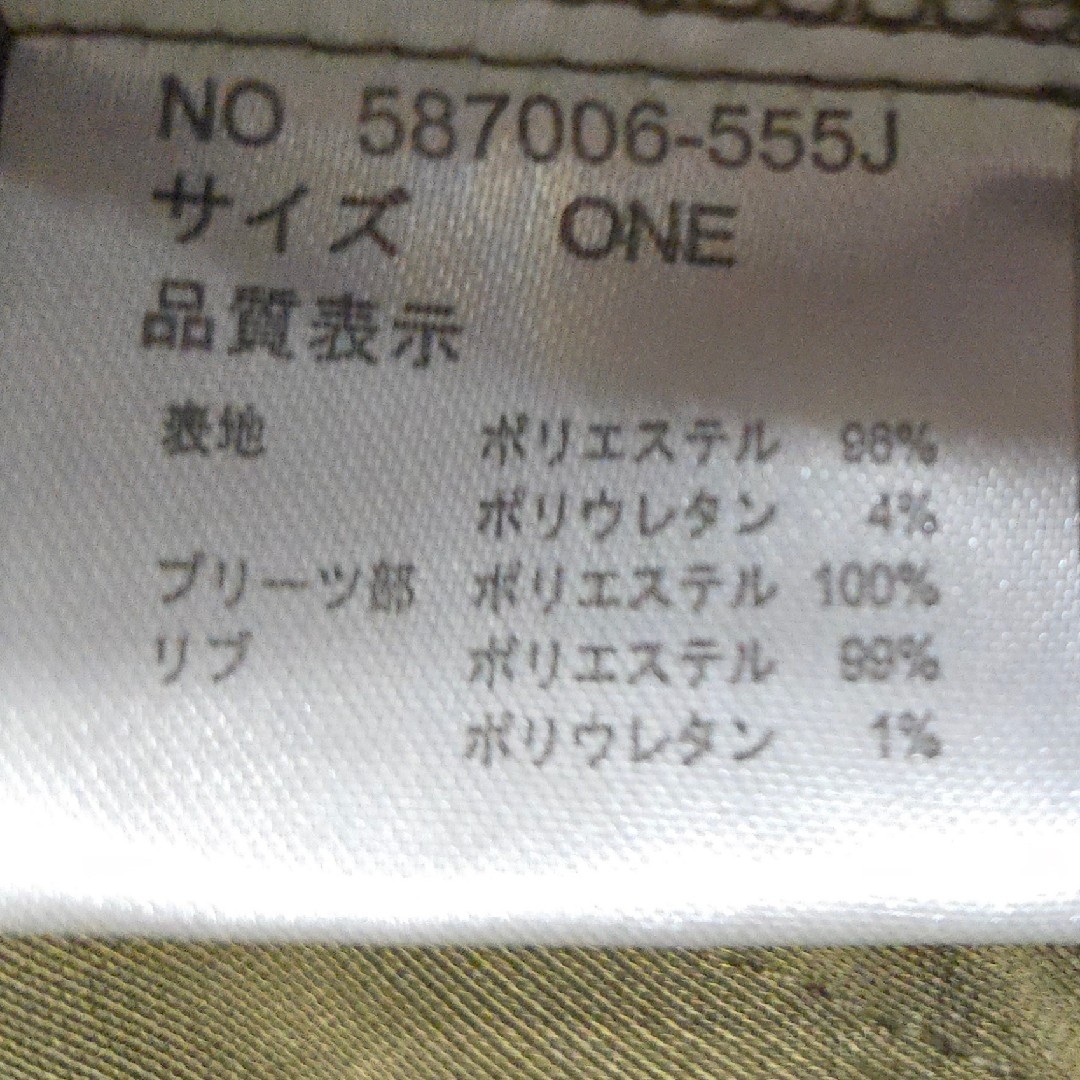 NO 587006-555J
サイズ ONE
品質表示
表地 ポリエステル 98%
ポリウレタン 4%
プリーツ部 ポリエステル 100%
リブ ポリエステル 99%
ポリウレタン 1%